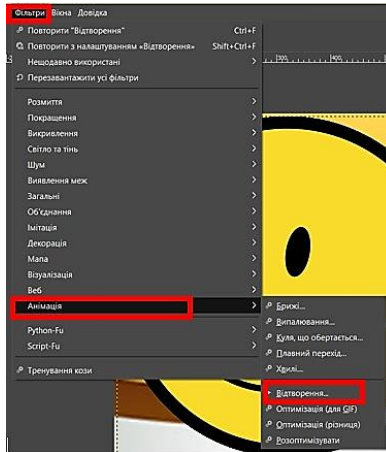 Фільтри Вікна Довідка
Повторити "Відтворення" Ctrl+F
Повторити з налаштуванням «Відтворення» Shift+Ctrl+F
Нещодавно використані
Перезавантажити усі фільтри
300 400
Розмиття
Покращення
Викривлення
Світло та тінь
Шум
Виявлення меж
Загальні
Об'єднання
Імітація
Декорація
Мапа
Візуалізація
Веб
Анімація
Python-Fu
Script-Fu
Тренування кози
Брижі...
Випалювання...
Куля, що обертається...
Плавний перехід...
Хвилі...
Відтворення...
Оптимізація (для GIF)
Оптимізація (різниця)
Розоптимізувати